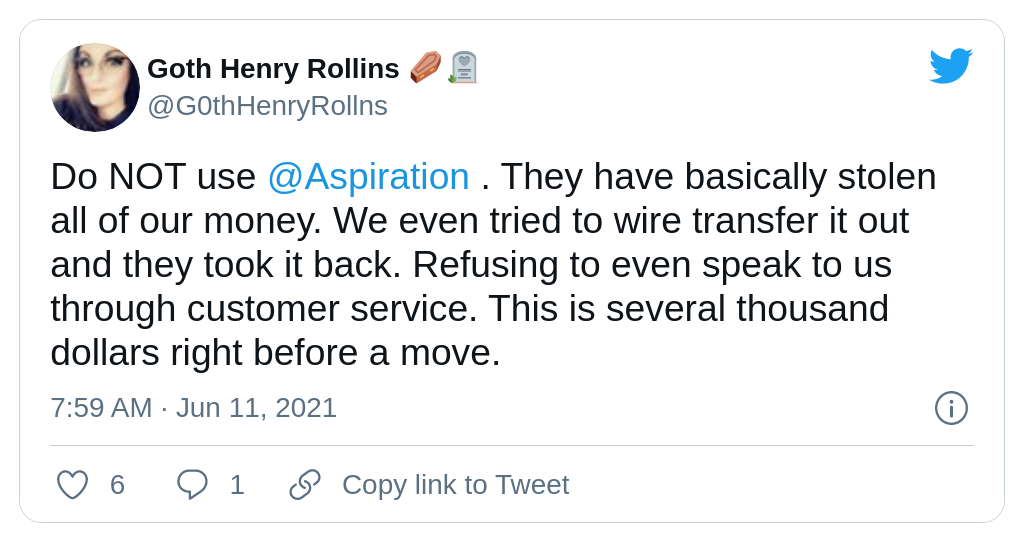 Goth Henry Rollins ⚰️🪦
@G0thHenryRollns
Do NOT use @Aspiration . They have basically stolen
all of our money. We even tried to wire transfer it out
and they took it back. Refusing to even speak to us
through customer service. This is several thousand
dollars right before a move.
7:59 AM · Jun 11, 2021
6 1 Copy link to Tweet